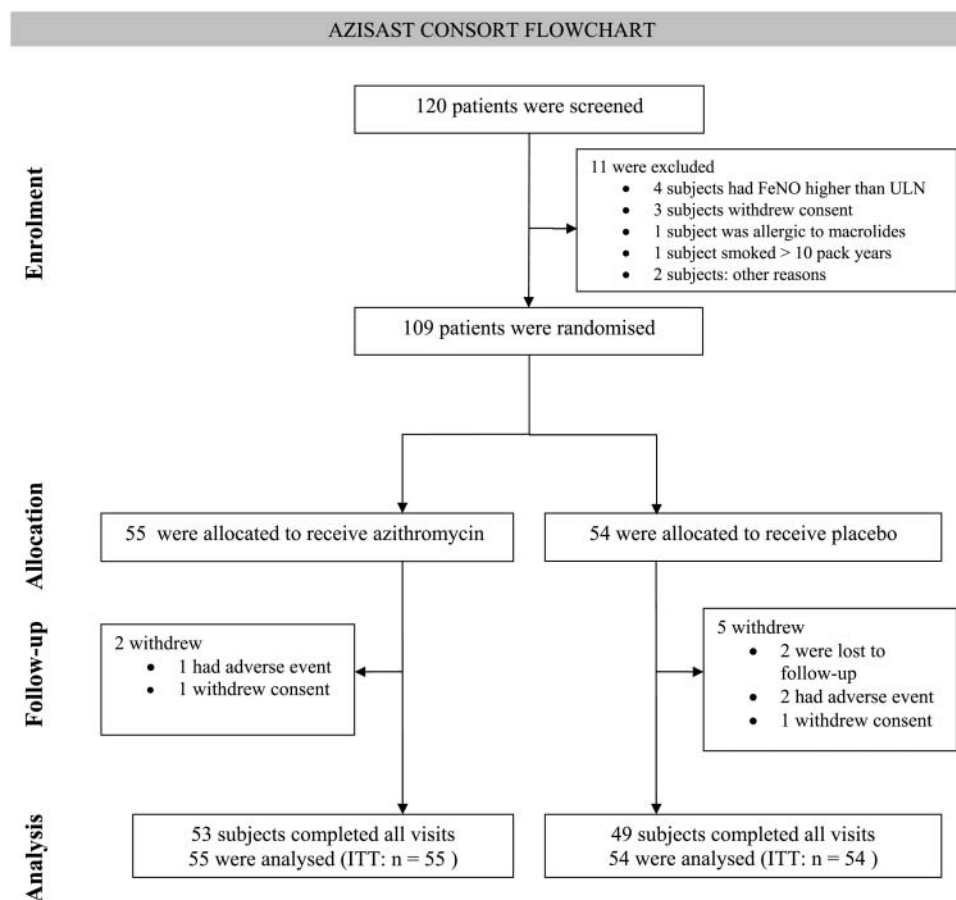 AZISAST CONSORT FLOWCHART
Enrolment
120 patients were screened
11 were excluded
• 4 subjects had FeNO higher than ULN
• 3 subjects withdrew consent
• 1 subject was allergic to macrolides
• 1 subject smoked > 10 pack years
• 2 subjects: other reasons
109 patients were randomised
Allocation
55 were allocated to receive azithromycin
54 were allocated to receive placebo
Follow-up
2 withdrew
• 1 had adverse event
• 1 withdrew consent
5 withdrew
• 2 were lost to
follow-up
• 2 had adverse event
• 1 withdrew consent
Analysis
53 subjects completed all visits
55 were analysed (ITT: n = 55 )
49 subjects completed all visits
54 were analysed (ITT: n = 54 )